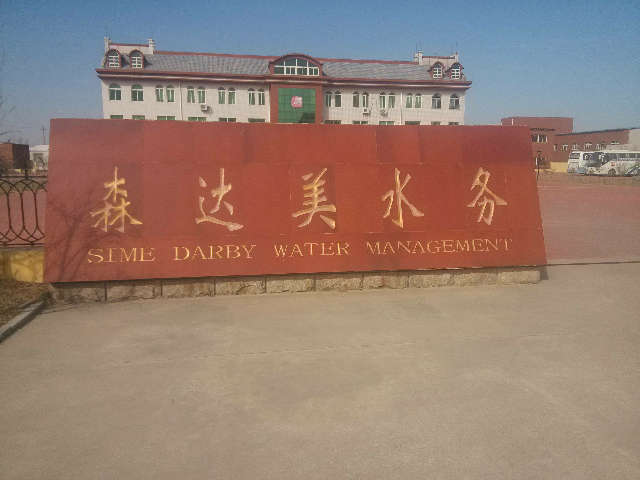 森达美水务
SIME DARBY WATER MANAGEMENT